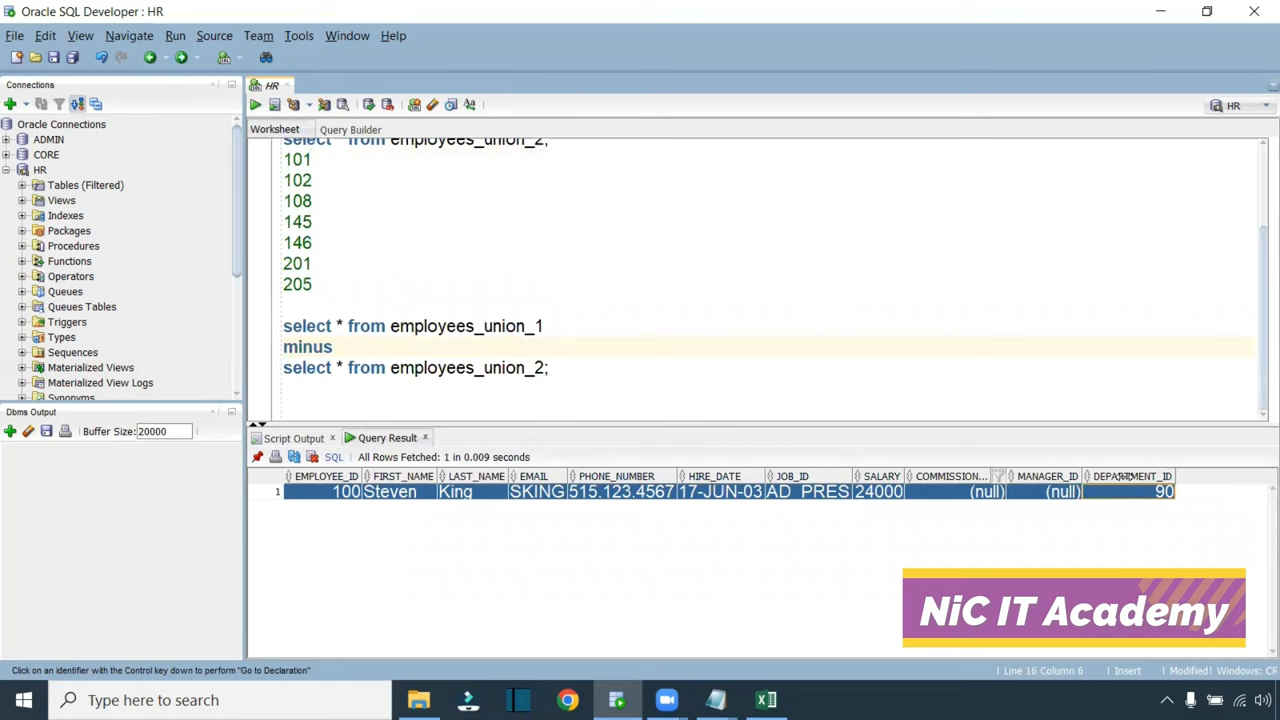 Oracle SQL Developer : HR
File Edit View Navigate Run Source Team Tools Window Help
Connections
Oracle Connections
ADMIN
CORE
HR
Tables (Filtered)
Views
Indexes
Packages
Procedures
Functions
Operators
Queues
Queues Tables
Triggers
Types
Sequences
Materialized Views
Materialized View Logs
Synonyms
Dbms Output
Buffer Size: 20000
HR
HR
Worksheet Query Builder
select * from employees_union_2;
101
102
108
145
146
201
205
select * from employees_union_1
minus
select * from employees_union_2;
Script Output Query Result
SQL All Rows Fetched: 1 in 0.009 seconds
EMPLOYEE_ID FIRST_NAME LAST_NAME EMAIL PHONE_NUMBER HIRE_DATE JOB_ID SALARY COMMISSION... MANAGER_ID DEPARTMENT_ID
1 100 Steven King SKING 515.123.4567 17-JUN-03 AD_PRES 24000 (null) (null) 90
NiC IT Academy
Click on an identifier with the Control key down to perform "Go to Declaration"
Line 16 Column 6 Insert Modified Windows: CR
Type here to search